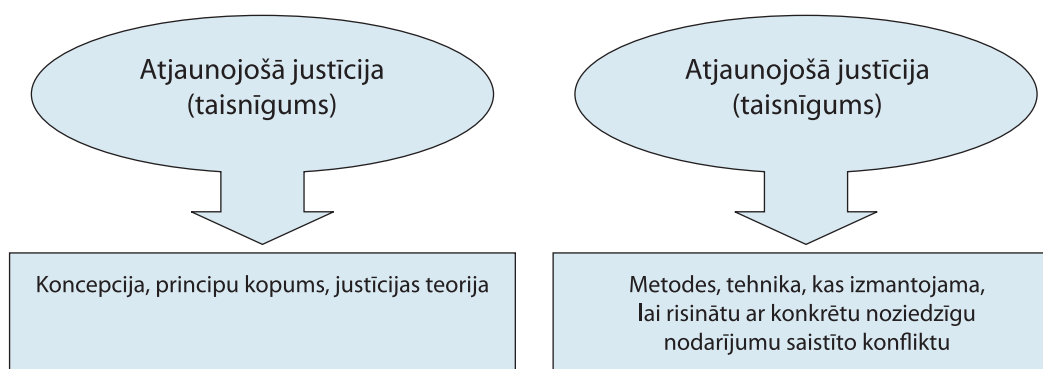 Atjaunojošā justīcija
(taisnīgums)
Atjaunojošā justīcija
(taisnīgums)
Koncepcija, principu kopums, justīcijas teorija
Metodes, tehnika, kas izmantojama,
lai risinātu ar konkrētu noziedzīgu
nodarījumu saistīto konfliktu